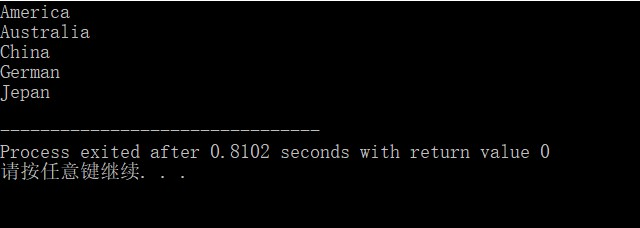 America
Australia
China
German
Jepan
--------------------------------
Process exited after 0.8102 seconds with return value 0
请按任意键继续. . .